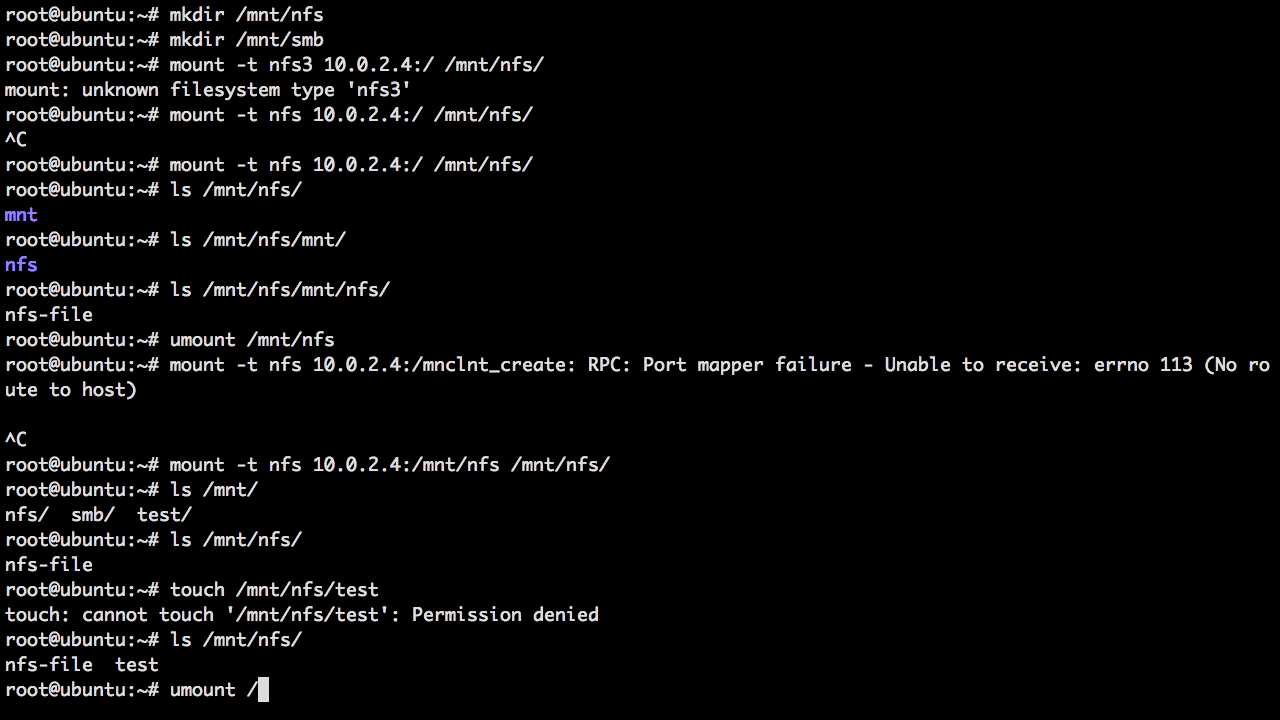 root@ubuntu:~# mkdir /mnt/nfs
root@ubuntu:~# mkdir /mnt/smb
root@ubuntu:~# mount -t nfs3 10.0.2.4:/ /mnt/nfs/
mount: unknown filesystem type 'nfs3'
root@ubuntu:~# mount -t nfs 10.0.2.4:/ /mnt/nfs/
^C
root@ubuntu:~# mount -t nfs 10.0.2.4:/ /mnt/nfs/
root@ubuntu:~# ls /mnt/nfs/
mnt
root@ubuntu:~# ls /mnt/nfs/mnt/
nfs
root@ubuntu:~# ls /mnt/nfs/mnt/nfs/
nfs-file
root@ubuntu:~# umount /mnt/nfs
root@ubuntu:~# mount -t nfs 10.0.2.4:/mnclnt_create: RPC: Port mapper failure - Unable to receive: errno 113 (No ro
ute to host)
^C
root@ubuntu:~# mount -t nfs 10.0.2.4:/mnt/nfs /mnt/nfs/
root@ubuntu:~# ls /mnt/
nfs/  smb/  test/
root@ubuntu:~# ls /mnt/nfs/
nfs-file
root@ubuntu:~# touch /mnt/nfs/test
touch: cannot touch '/mnt/nfs/test': Permission denied
root@ubuntu:~# ls /mnt/nfs/
nfs-file  test
root@ubuntu:~# umount /